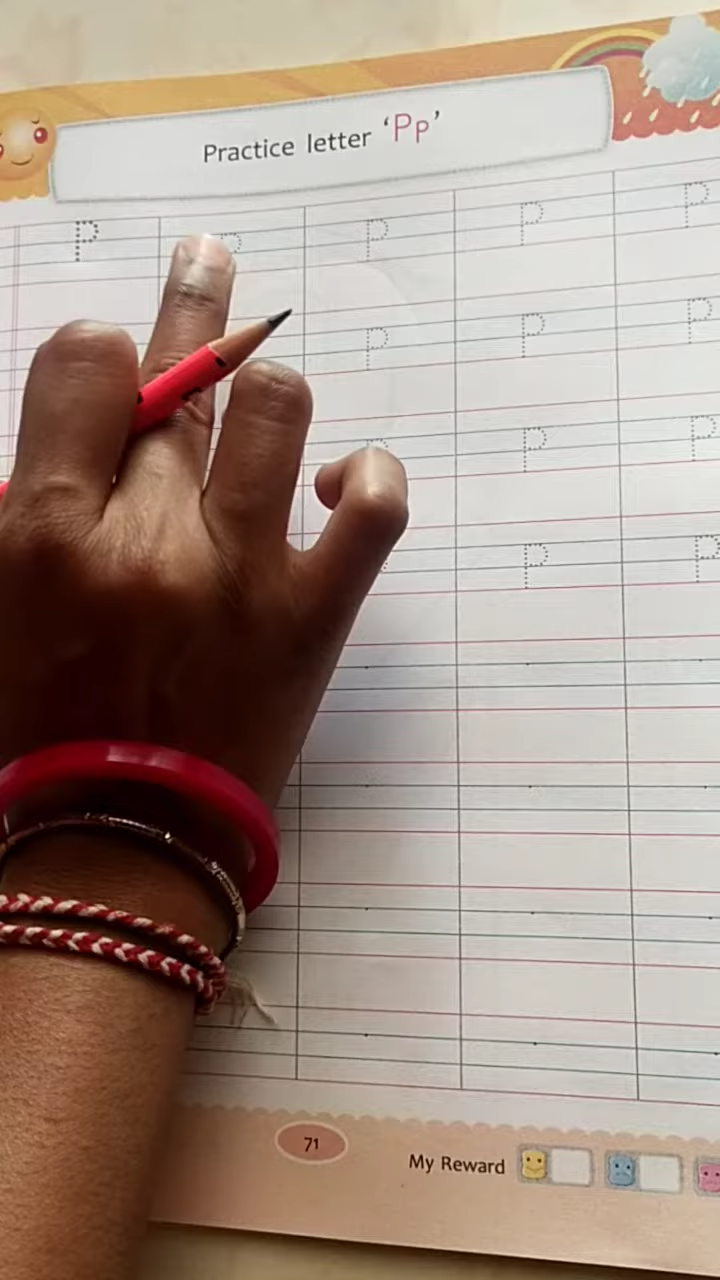 Practice letter ‘Pp’
P P P P P
P P P
P P
P P
71
My Reward